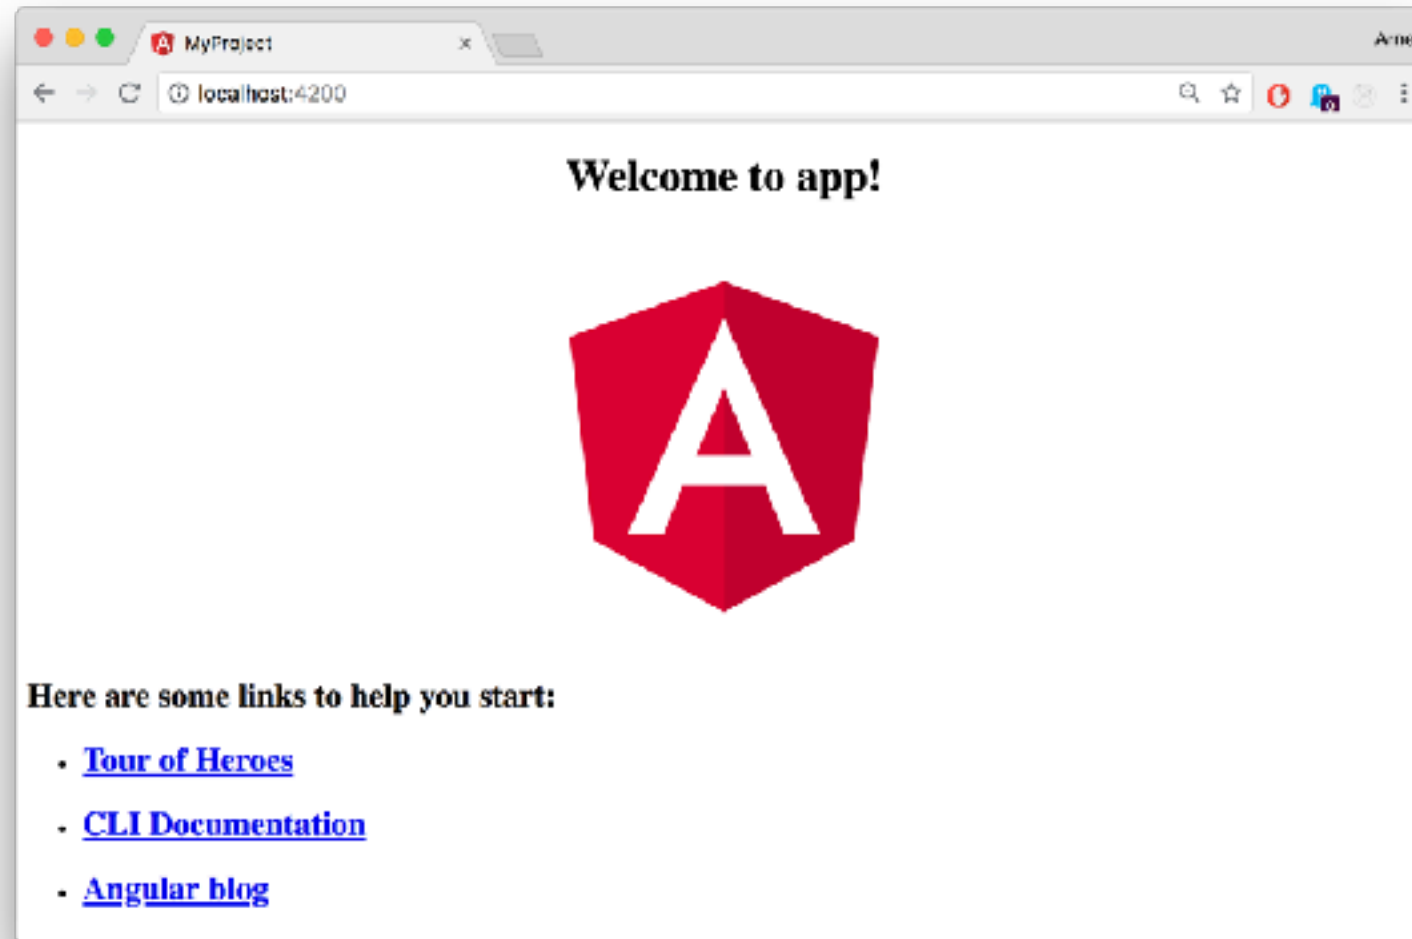 MyProject
Arne
localhost:4200
Welcome to app!
A
Here are some links to help you start:
Tour of Heroes
CLI Documentation
Angular blog